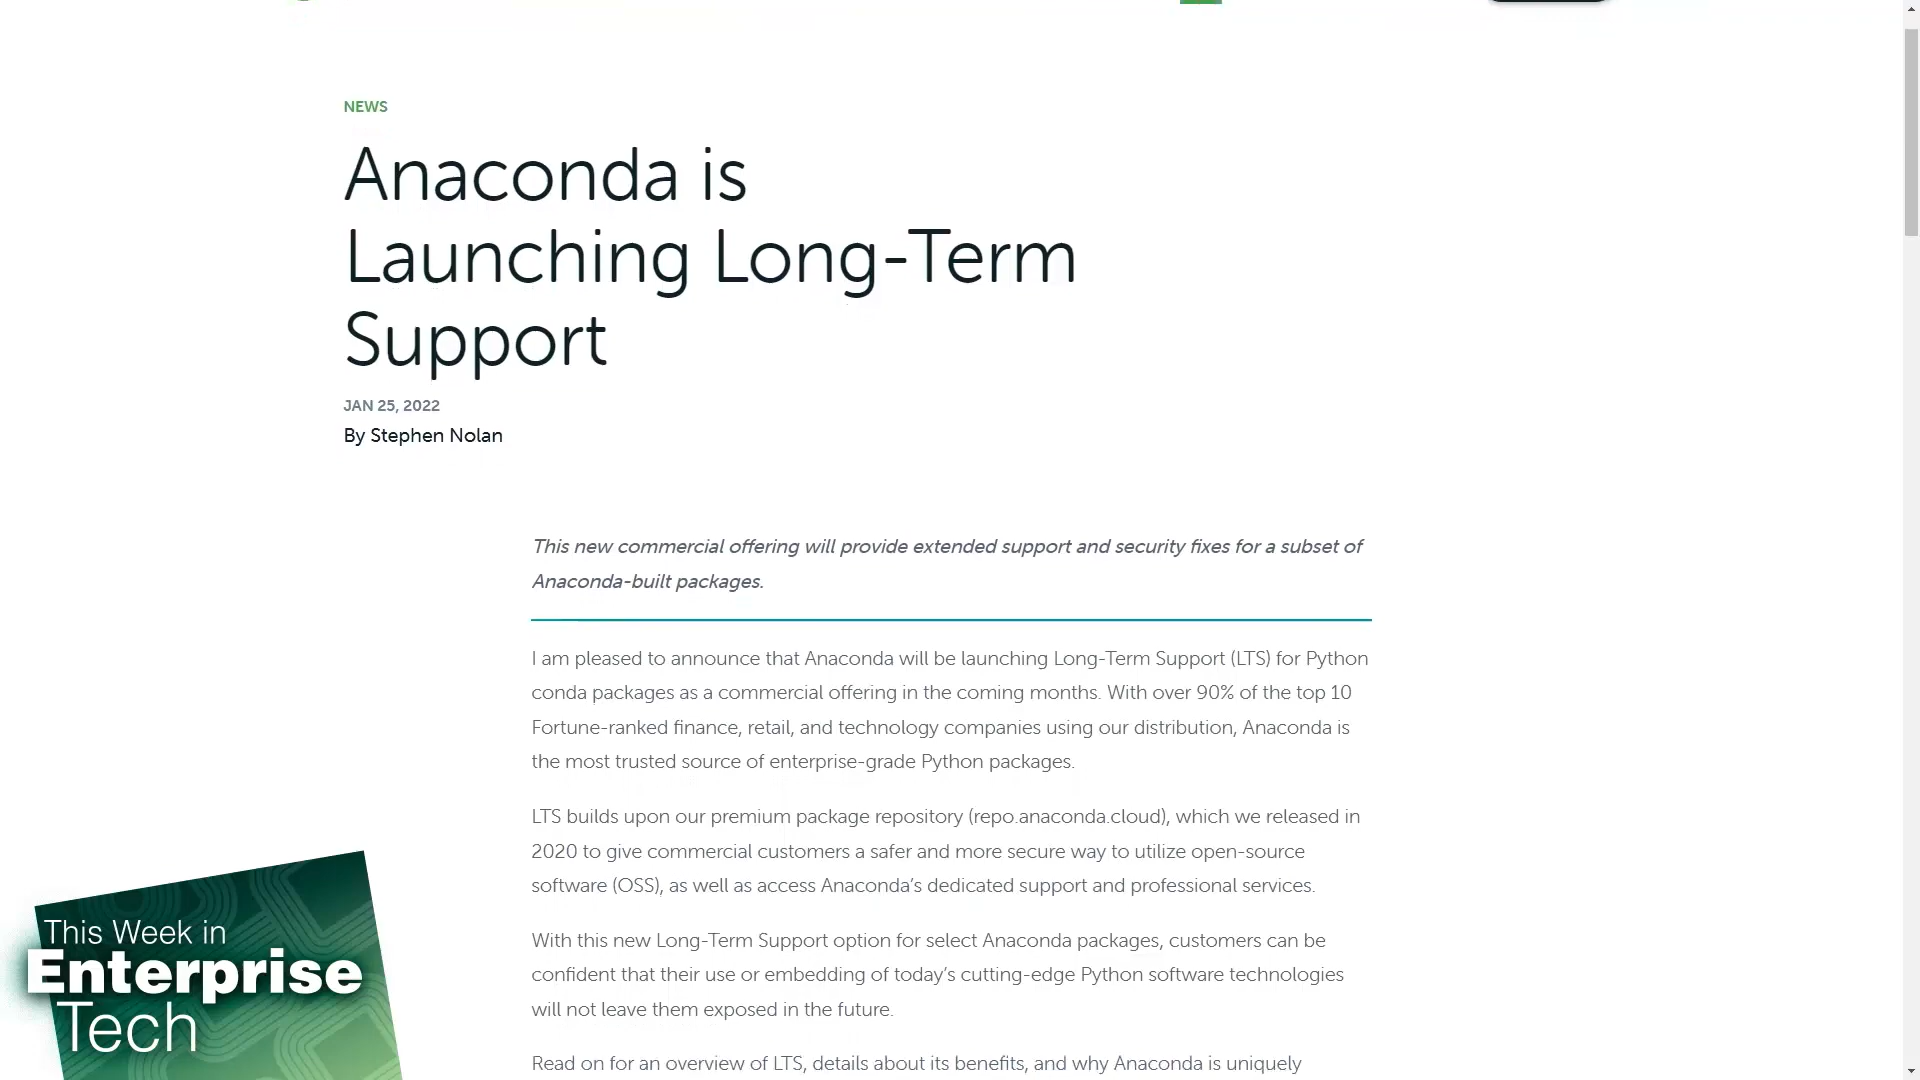 NEWS
Anaconda is
Launching Long-Term
Support
JAN 25, 2022
By Stephen Nolan
This new commercial offering will provide extended support and security fixes for a subset of
Anaconda-built packages.
I am pleased to announce that Anaconda will be launching Long-Term Support (LTS) for Python
conda packages as a commercial offering in the coming months. With over 90% of the top 10
Fortune-ranked finance, retail, and technology companies using our distribution, Anaconda is
the most trusted source of enterprise-grade Python packages.
LTS builds upon our premium package repository (repo.anaconda.cloud), which we released in
2020 to give commercial customers a safer and more secure way to utilize open-source
software (OSS), as well as access Anaconda’s dedicated support and professional services.
With this new Long-Term Support option for select Anaconda packages, customers can be
confident that their use or embedding of today’s cutting-edge Python software technologies
will not leave them exposed in the future.
Read on for an overview of LTS, details about its benefits, and why Anaconda is uniquely
This Week in
Enterprise
Tech